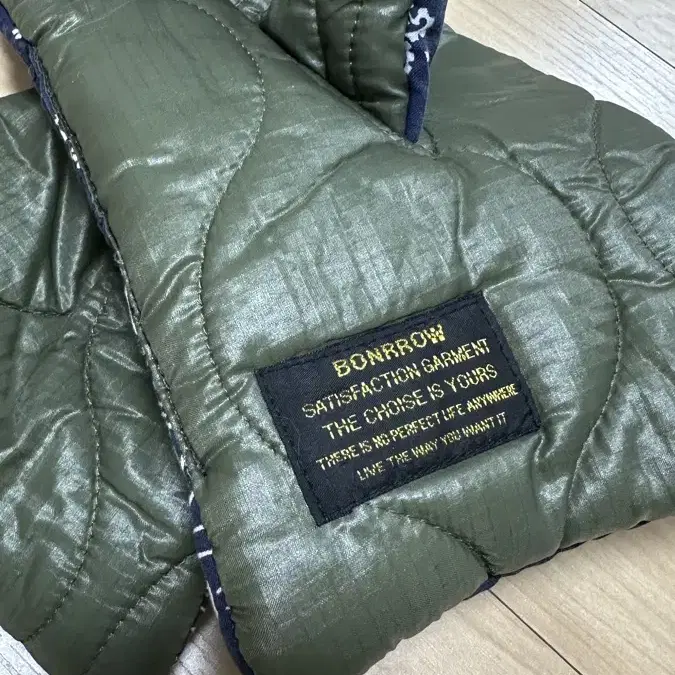 BONRROW
SATISFACTION GARMENT
THE CHOISE IS YOURS
THERE IS NO PERFECT LIFE ANYWHERE
LIVE THE WAY YOU WANT IT